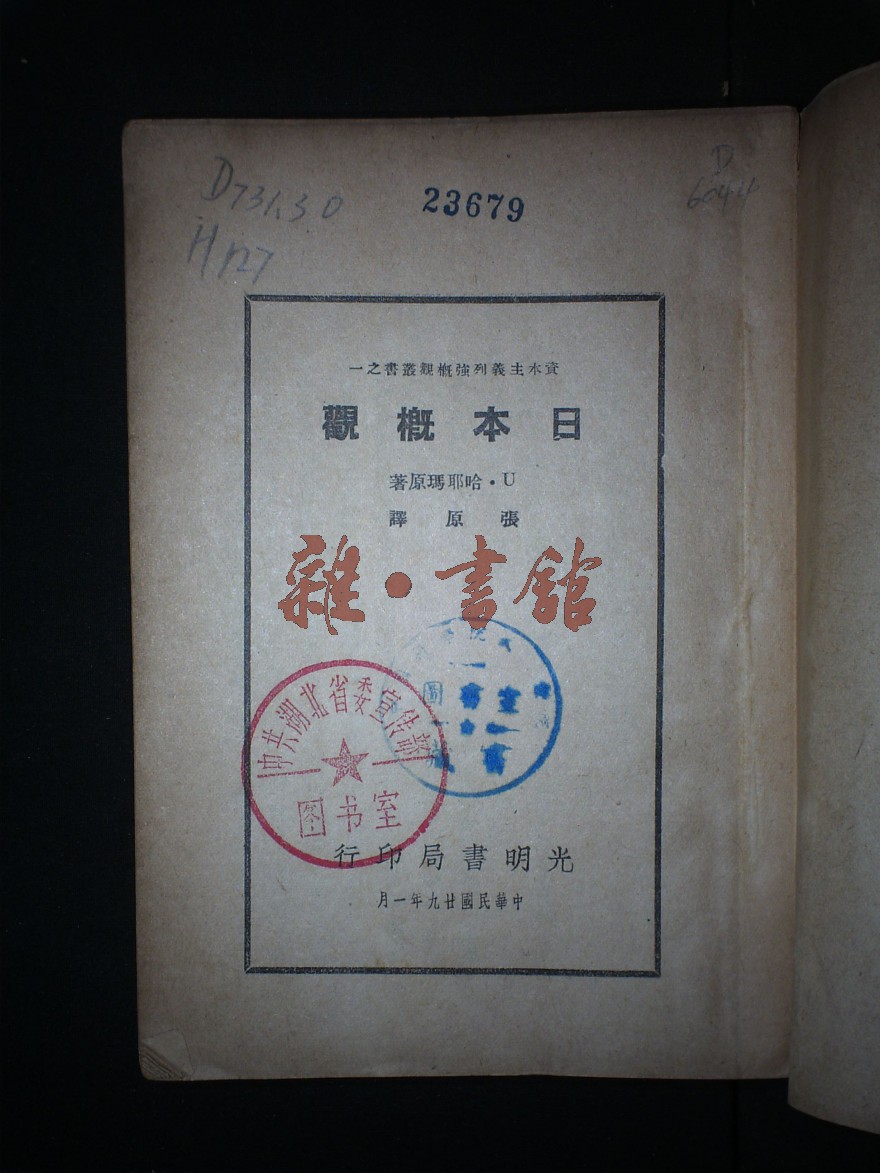 D731.30
H127
23679
D
6044
資本主義列強概觀叢書之一
日本概觀
U·哈耶瑪原著
張原譯
雜·書館
中共湖北省委宣传部
图书室
光明書局印行
中華民國廿九年一月